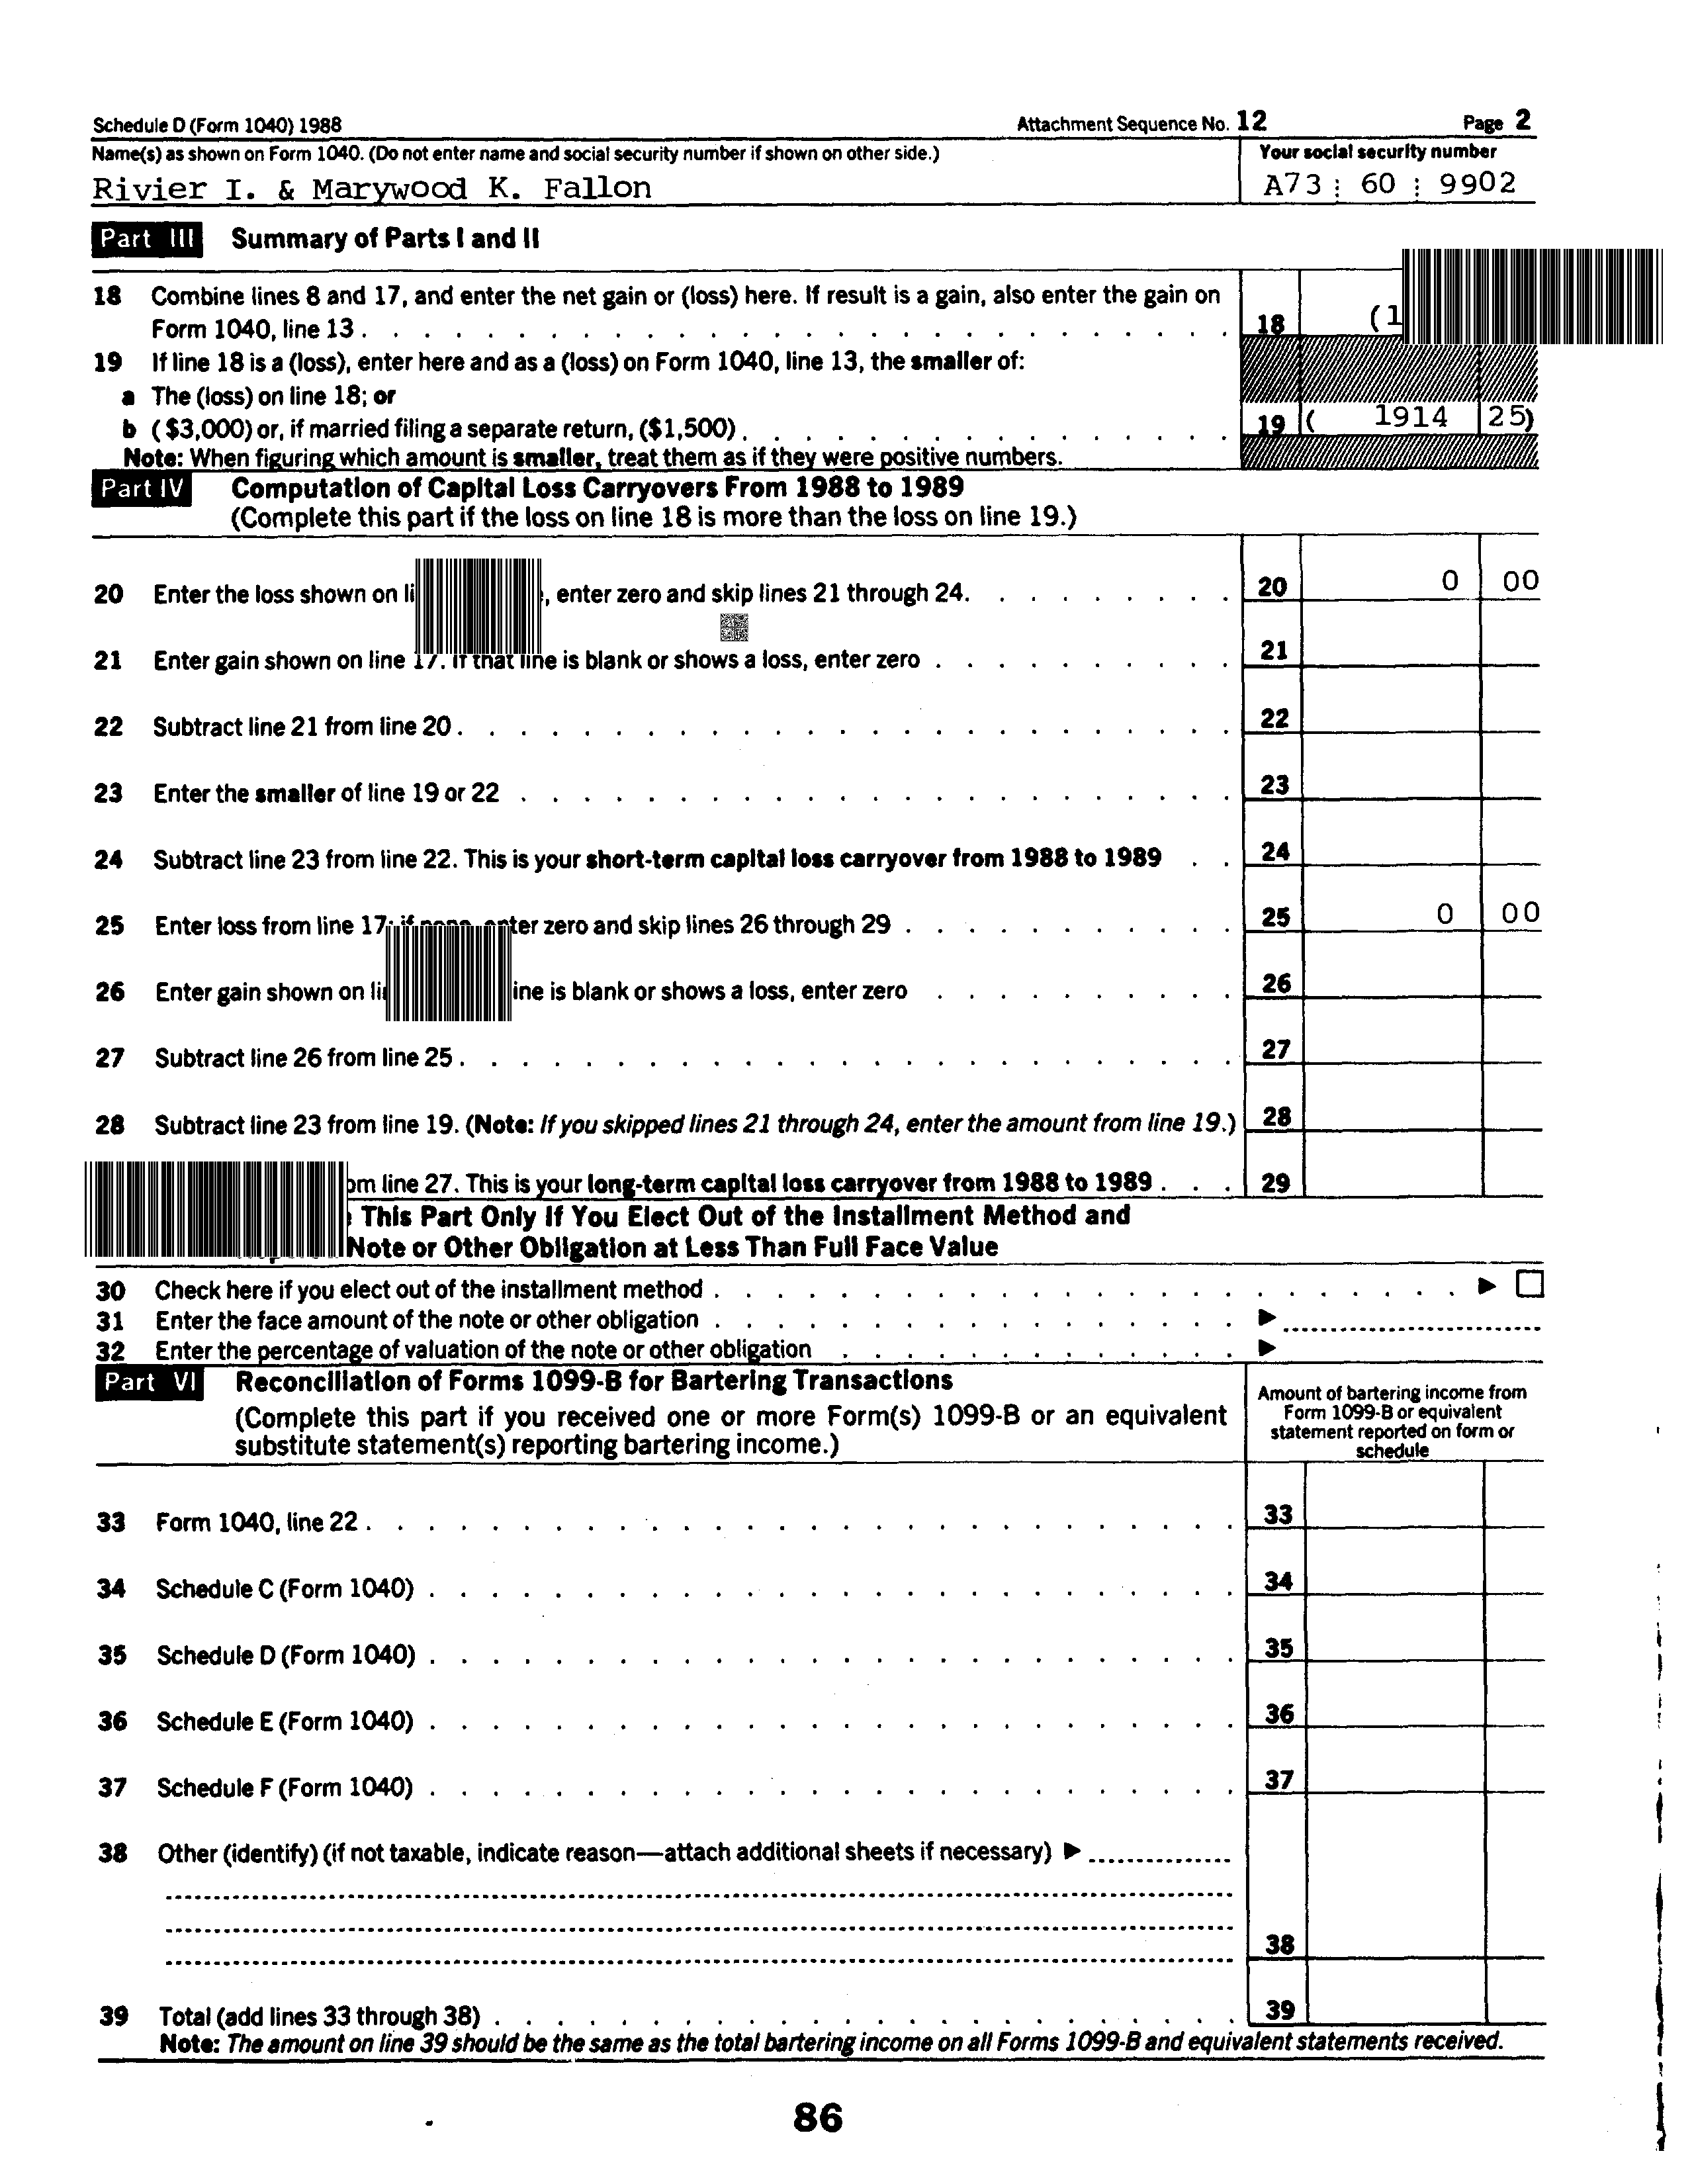 Schedule D (Form 1040) 1988 Attachment Sequence No. 12 Page 2
Name(s) as shown on Form 1040. (Do not enter name and social security number if shown on other side.) Your social security number
Rivier I. & Marywood K. Fallon A73 60 9902
Part III Summary of Parts I and II
18 Combine lines 8 and 17, and enter the net gain or (loss) here. If result is a gain, also enter the gain on
Form 1040, line 13 18 (1
19 If line 18 is a (loss), enter here and as a (loss) on Form 1040, line 13, the smaller of:
a The (loss) on line 18; or
b ($3,000) or, if married filing a separate return, ($1,500) 19 ( 1914 25)
Note: When figuring which amount is smaller, treat them as if they were positive numbers.
Part IV Computation of Capital Loss Carryovers From 1988 to 1989
(Complete this part if the loss on line 18 is more than the loss on line 19.)
20 Enter the loss shown on , enter zero and skip lines 21 through 24. 20 0 00
21 Enter gain shown on line 17. If that line is blank or shows a loss, enter zero 21
22 Subtract line 21 from line 20 22
23 Enter the smaller of line 19 or 22 23
24 Subtract line 23 from line 22. This is your short-term capital loss carryover from 1988 to 1989 24
25 Enter loss from line 17; if none, enter zero and skip lines 26 through 29 25 0 00
26 Enter gain shown on is blank or shows a loss, enter zero 26
27 Subtract line 26 from line 25 27
28 Subtract line 23 from line 19. (Note: If you skipped lines 21 through 24, enter the amount from line 19.) 28
line 27. This is your long-term capital loss carryover from 1988 to 1989 29
This Part Only If You Elect Out of the Installment Method and
Note or Other Obligation at Less Than Full Face Value
30 Check here if you elect out of the installment method
31 Enter the face amount of the note or other obligation
32 Enter the percentage of valuation of the note or other obligation
Part VI Reconciliation of Forms 1099-B for Bartering Transactions
(Complete this part if you received one or more Form(s) 1099-B or an equivalent
substitute statement(s) reporting bartering income.)
Amount of bartering income from
Form 1099-B or equivalent
statement reported on form or
schedule
33 Form 1040, line 22 33
34 Schedule C (Form 1040) 34
35 Schedule D (Form 1040) 35
36 Schedule E (Form 1040) 36
37 Schedule F (Form 1040) 37
38 Other (identify) (if not taxable, indicate reason—attach additional sheets if necessary)
38
39 Total (add lines 33 through 38) 39
Note: The amount on line 39 should be the same as the total bartering income on all Forms 1099-B and equivalent statements received.
86